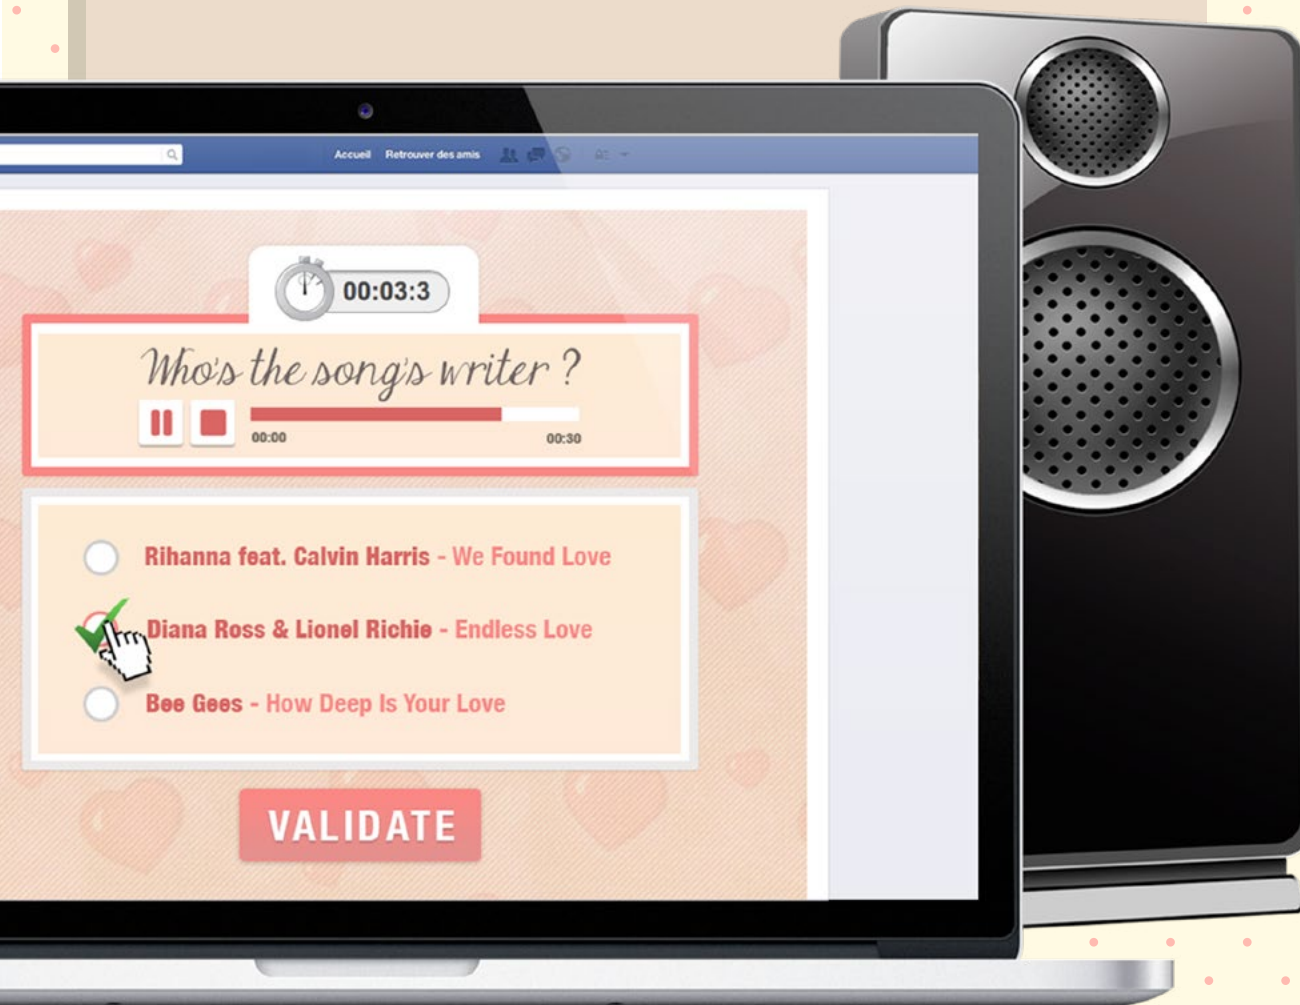 Accueil Retrouver des amis
00:03:3
Who's the song's writer ?
00:00 00:30
Rihanna feat. Calvin Harris - We Found Love
Diana Ross & Lionel Richie - Endless Love
Bee Gees - How Deep Is Your Love
VALIDATE